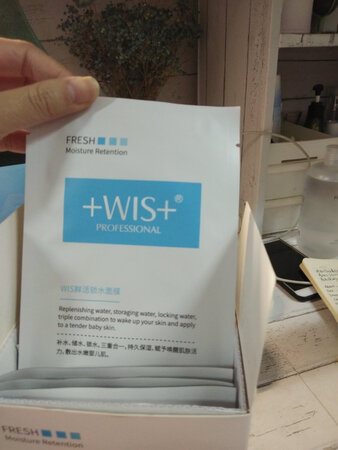 FRESH
Moisture Retention
+WIS+®
PROFESSIONAL
WIS鲜活锁水面膜
Replenishing water, storaging water, locking water,
triple combination to wake up your skin and apply
to a tender baby skin.
补水、储水、锁水，三重合一，持久保湿，赋予唤醒肌肤活
力，敷出水嫩婴儿肌。
FRESH
Moisture Retention